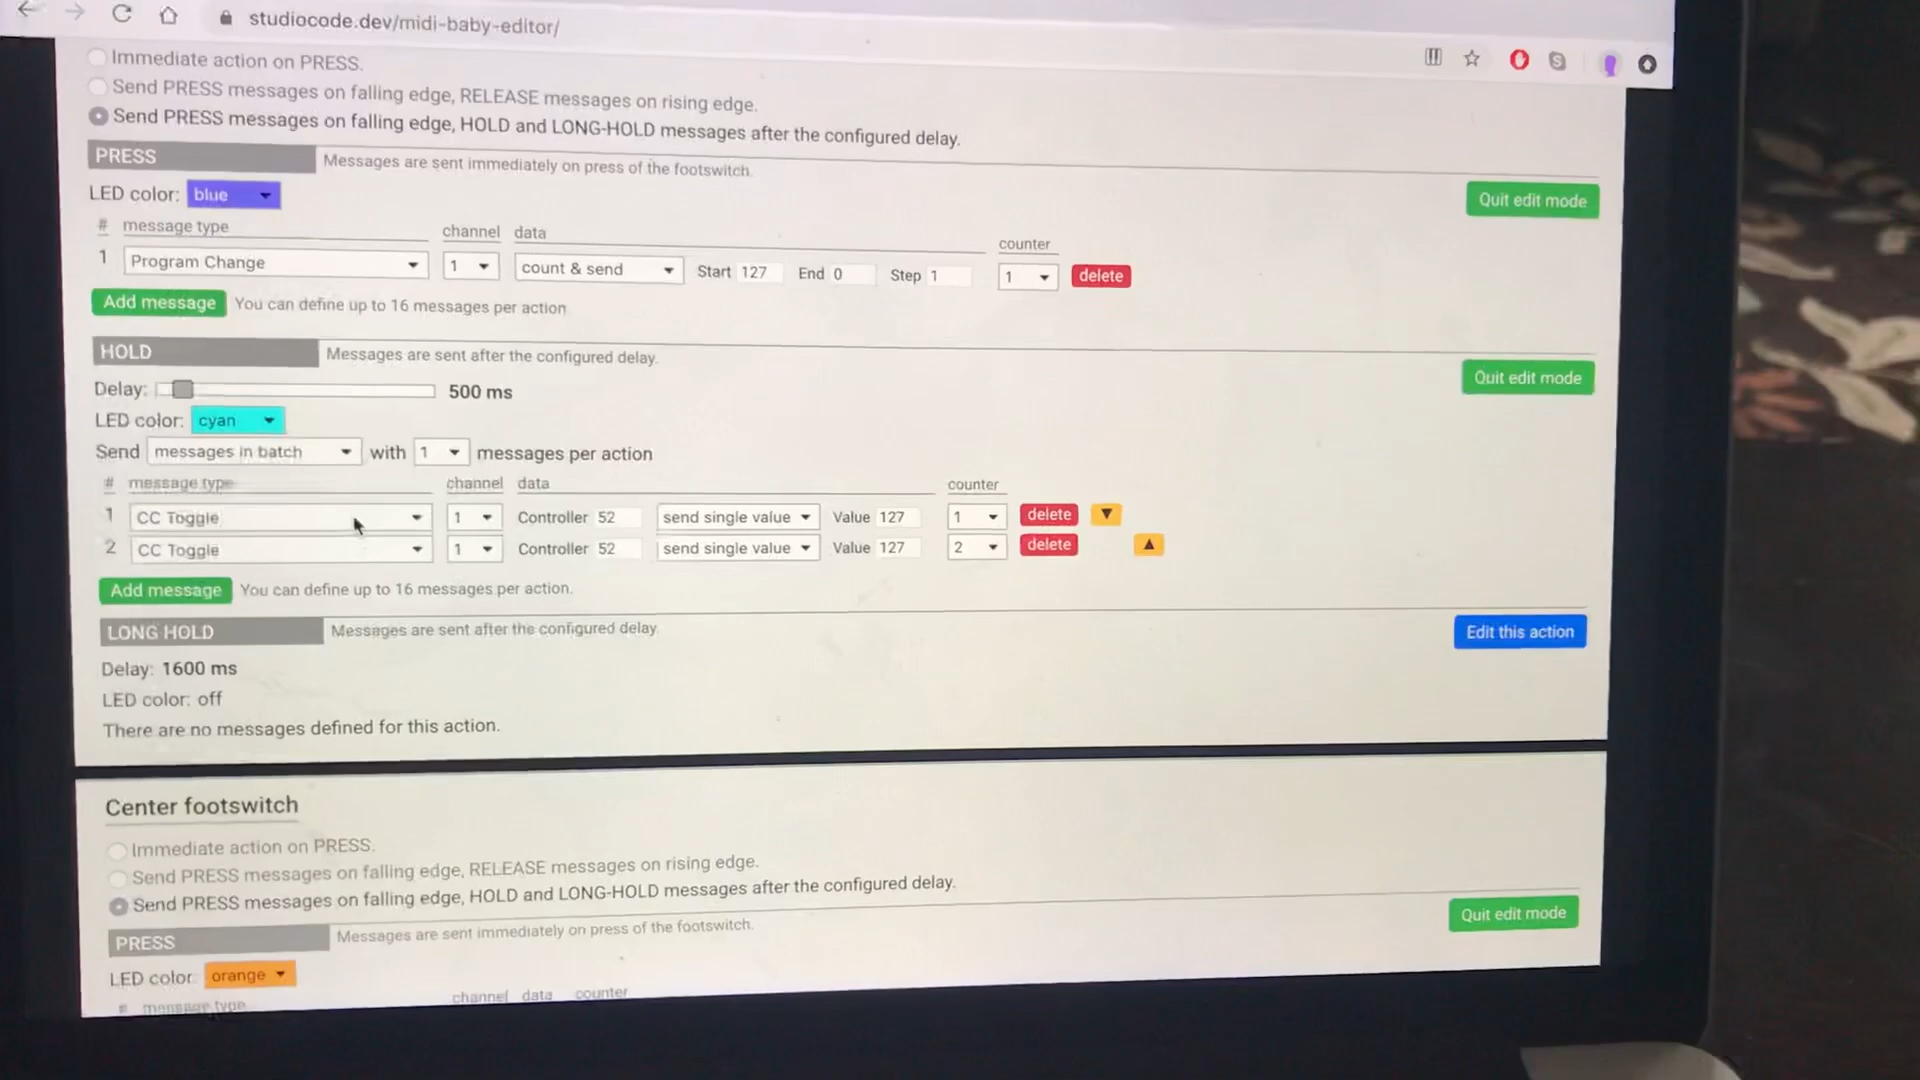 studiocode.dev/midi-baby-editor/
Immediate action on PRESS.
Send PRESS messages on falling edge, RELEASE messages on rising edge.
Send PRESS messages on falling edge, HOLD and LONG-HOLD messages after the configured delay.
PRESS Messages are sent immediately on press of the footswitch.
LED color: blue Quit edit mode
# message type channel data counter
1 Program Change 1 count & send Start 127 End 0 Step 1 1 delete
Add message You can define up to 16 messages per action
HOLD Messages are sent after the configured delay.
Delay: 500 ms Quit edit mode
LED color: cyan
Send messages in batch with 1 messages per action
# message type channel data counter
1 CC Toggle 1 Controller 52 send single value Value 127 1 delete ▼
2 CC Toggle 1 Controller 52 send single value Value 127 2 delete ▲
Add message You can define up to 16 messages per action.
LONG HOLD Messages are sent after the configured delay Edit this action
Delay: 1600 ms
LED color: off
There are no messages defined for this action.
Center footswitch
Immediate action on PRESS.
Send PRESS messages on falling edge, RELEASE messages on rising edge.
Send PRESS messages on falling edge, HOLD and LONG-HOLD messages after the configured delay.
PRESS Messages are sent immediately on press of the footswitch. Quit edit mode
LED color: orange
# message type channel data counter